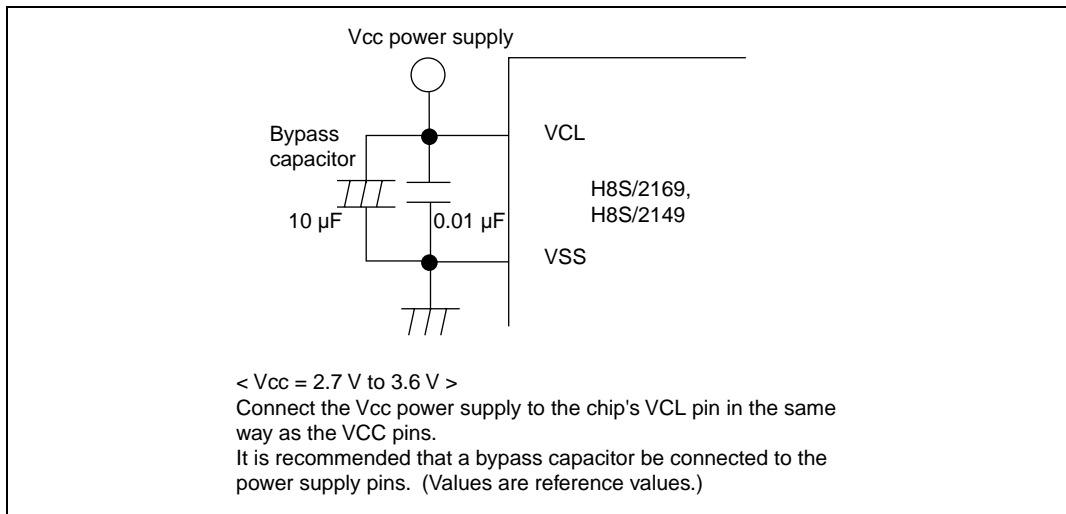 Vcc power supply
Bypass
capacitor
10 µF
0.01 µF
VCL
H8S/2169,
H8S/2149
VSS
< Vcc = 2.7 V to 3.6 V >
Connect the Vcc power supply to the chip's VCL pin in the same
way as the VCC pins.
It is recommended that a bypass capacitor be connected to the
power supply pins.  (Values are reference values.)